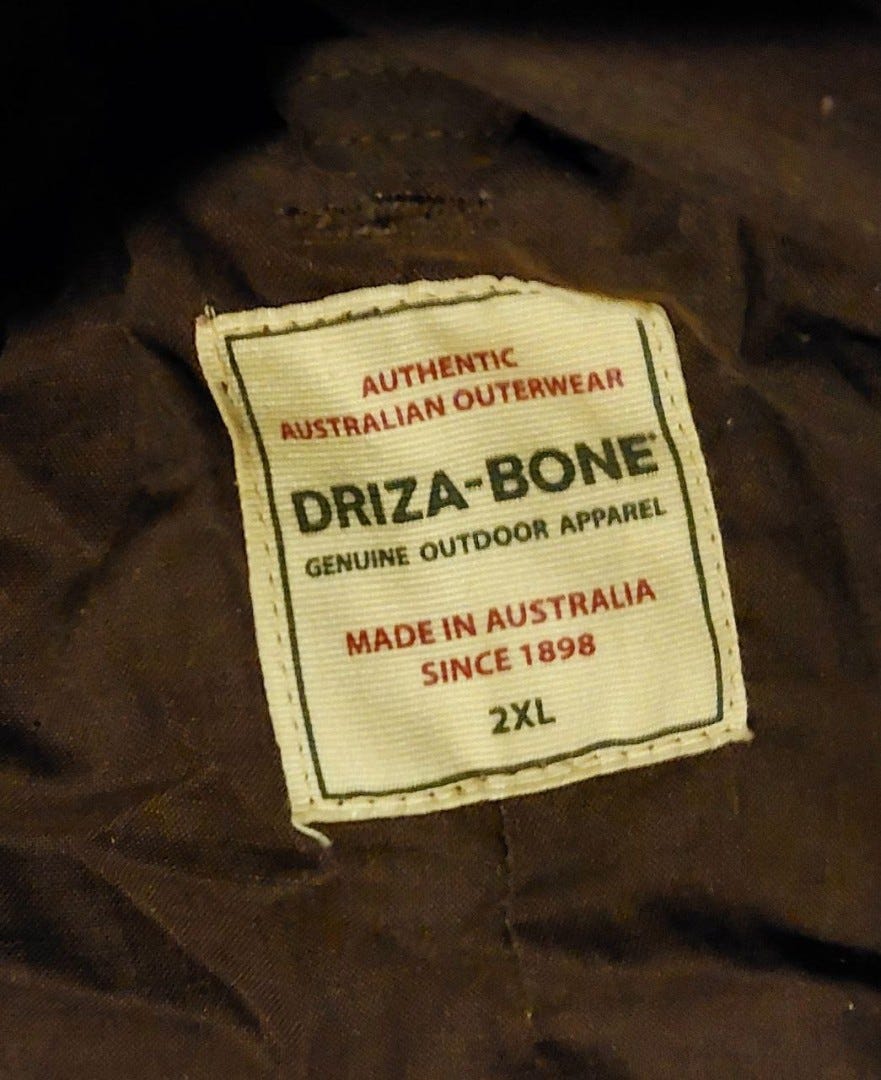 AUTHENTIC
AUSTRALIAN OUTERWEAR
DRIZA-BONE
GENUINE OUTDOOR APPAREL
MADE IN AUSTRALIA
SINCE 1898
2XL